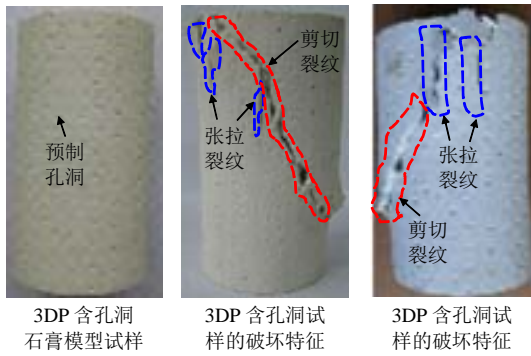 预制
孔洞
剪切
裂纹
张拉
裂纹
张拉
裂纹
剪切
裂纹
3DP 含孔洞
石膏模型试样
3DP 含孔洞试
样的破坏特征
3DP 含孔洞试
样的破坏特征